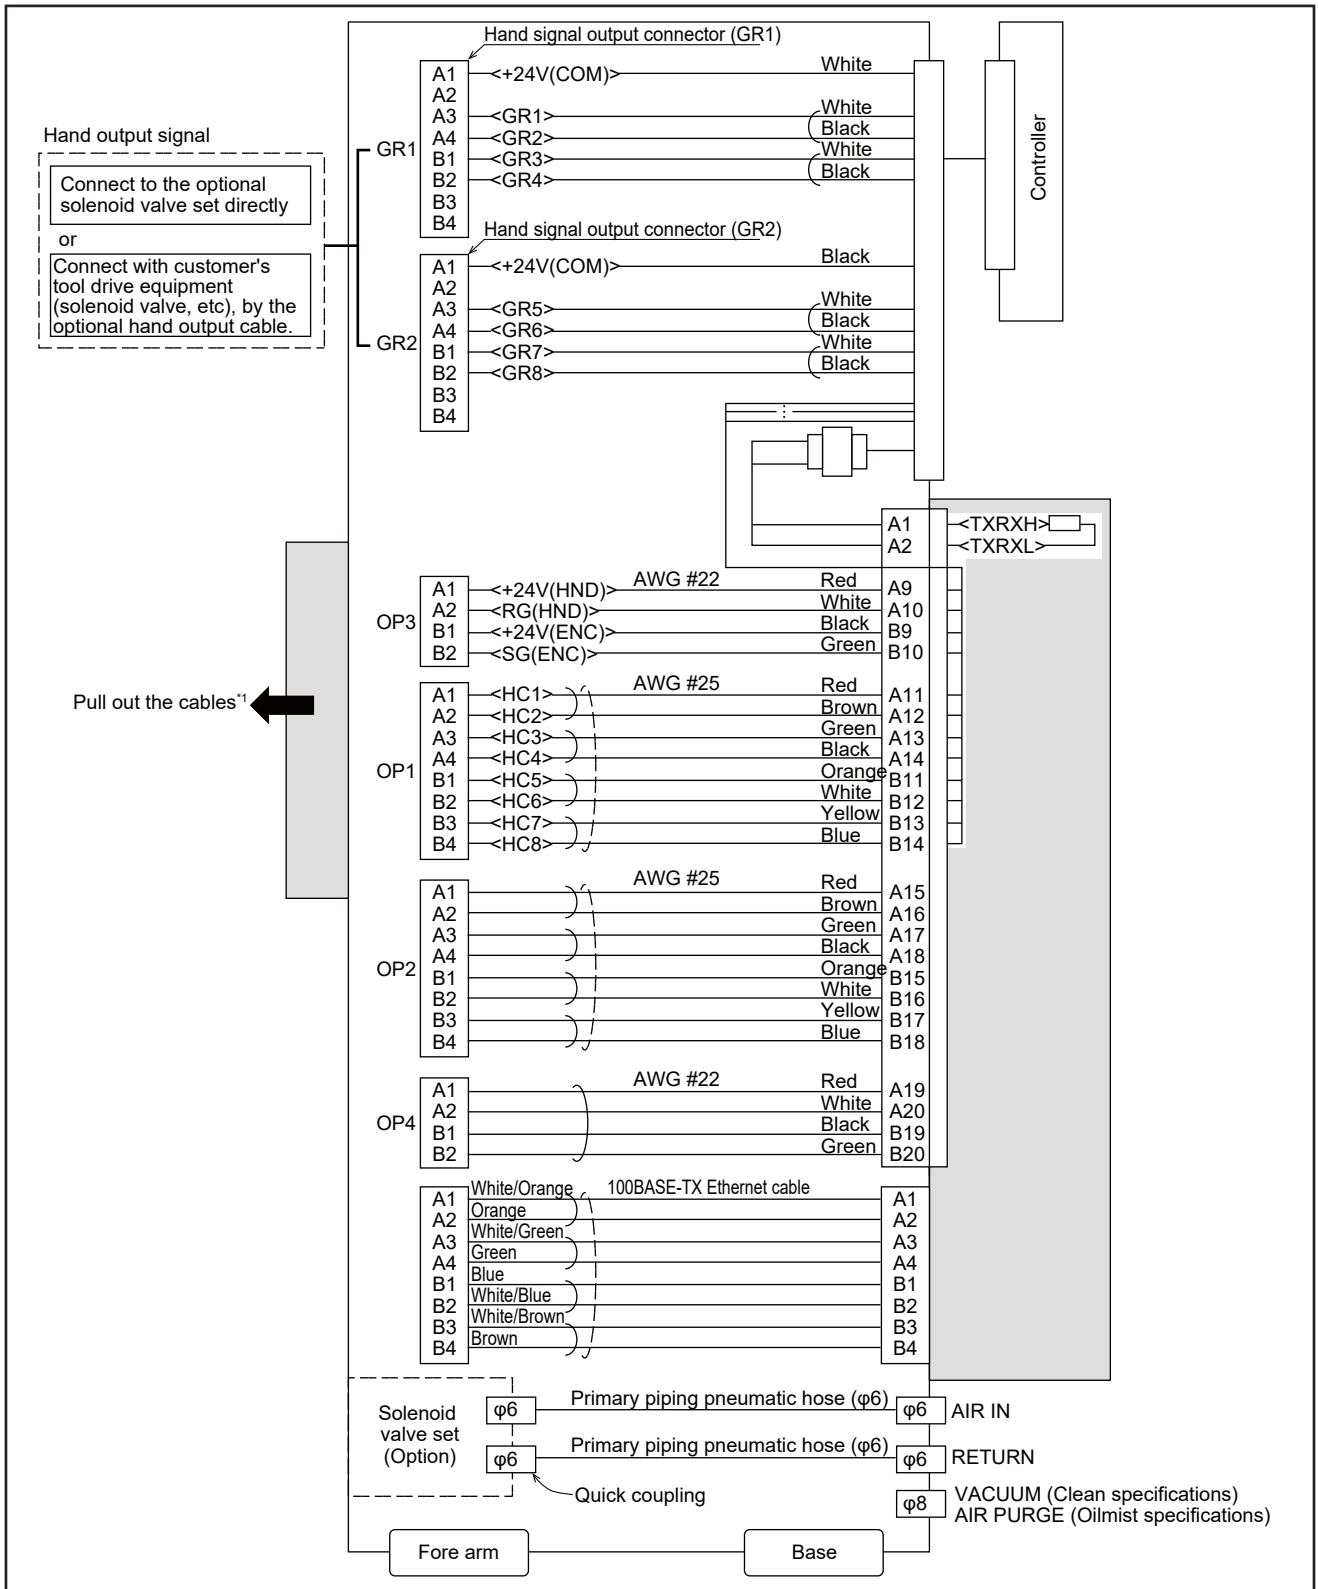 Hand signal output connector (GR1)
A1 <+24V(COM)> White
A2
A3 <GR1> White
A4 <GR2> Black
GR1
B1 <GR3> White
B2 <GR4> Black
B3
B4
Controller
Hand output signal
Connect to the optional
solenoid valve set directly
or
Connect with customer's
tool drive equipment
(solenoid valve, etc), by the
optional hand output cable.
Hand signal output connector (GR2)
A1 <+24V(COM)> Black
A2
A3 <GR5> White
A4 <GR6> Black
GR2
B1 <GR7> White
B2 <GR8> Black
B3
B4
A1 <TXRXH>
A2 <TXRXL>
OP3
A1 <+24V(HND)> AWG #22 Red A9
A2 <RG(HND)> White A10
B1 <+24V(ENC)> Black B9
B2 <SG(ENC)> Green B10
Pull out the cables*1
OP1
A1 <HC1> AWG #25 Red A11
A2 <HC2> Brown A12
A3 <HC3> Green A13
A4 <HC4> Black A14
B1 <HC5> Orange B11
B2 <HC6> White B12
B3 <HC7> Yellow B13
B4 <HC8> Blue B14
OP2
A1 AWG #25 Red A15
A2 Brown A16
A3 Green A17
A4 Black A18
B1 Orange B15
B2 White B16
B3 Yellow B17
B4 Blue B18
OP4
A1 AWG #22 Red A19
A2 White A20
B1 Black B19
B2 Green B20
A1 White/Orange 100BASE-TX Ethernet cable A1
A2 Orange A2
A3 White/Green A3
A4 Green A4
B1 Blue B1
B2 White/Blue B2
B3 White/Brown B3
B4 Brown B4
Solenoid
valve set
(Option)
φ6 Primary piping pneumatic hose (φ6) φ6 AIR IN
φ6 Primary piping pneumatic hose (φ6) φ6 RETURN
Quick coupling
φ8 VACUUM (Clean specifications)
AIR PURGE (Oilmist specifications)
Fore arm
Base